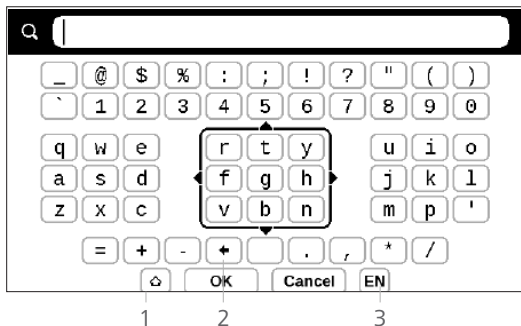 _ @ $ % : ; ! ? " ( )
` 1 2 3 4 5 6 7 8 9 0
q w e r t y u i o
a s d f g h j k l
z x c v b n m p '
= + - ← . , * /
OK Cancel EN
1 2 3